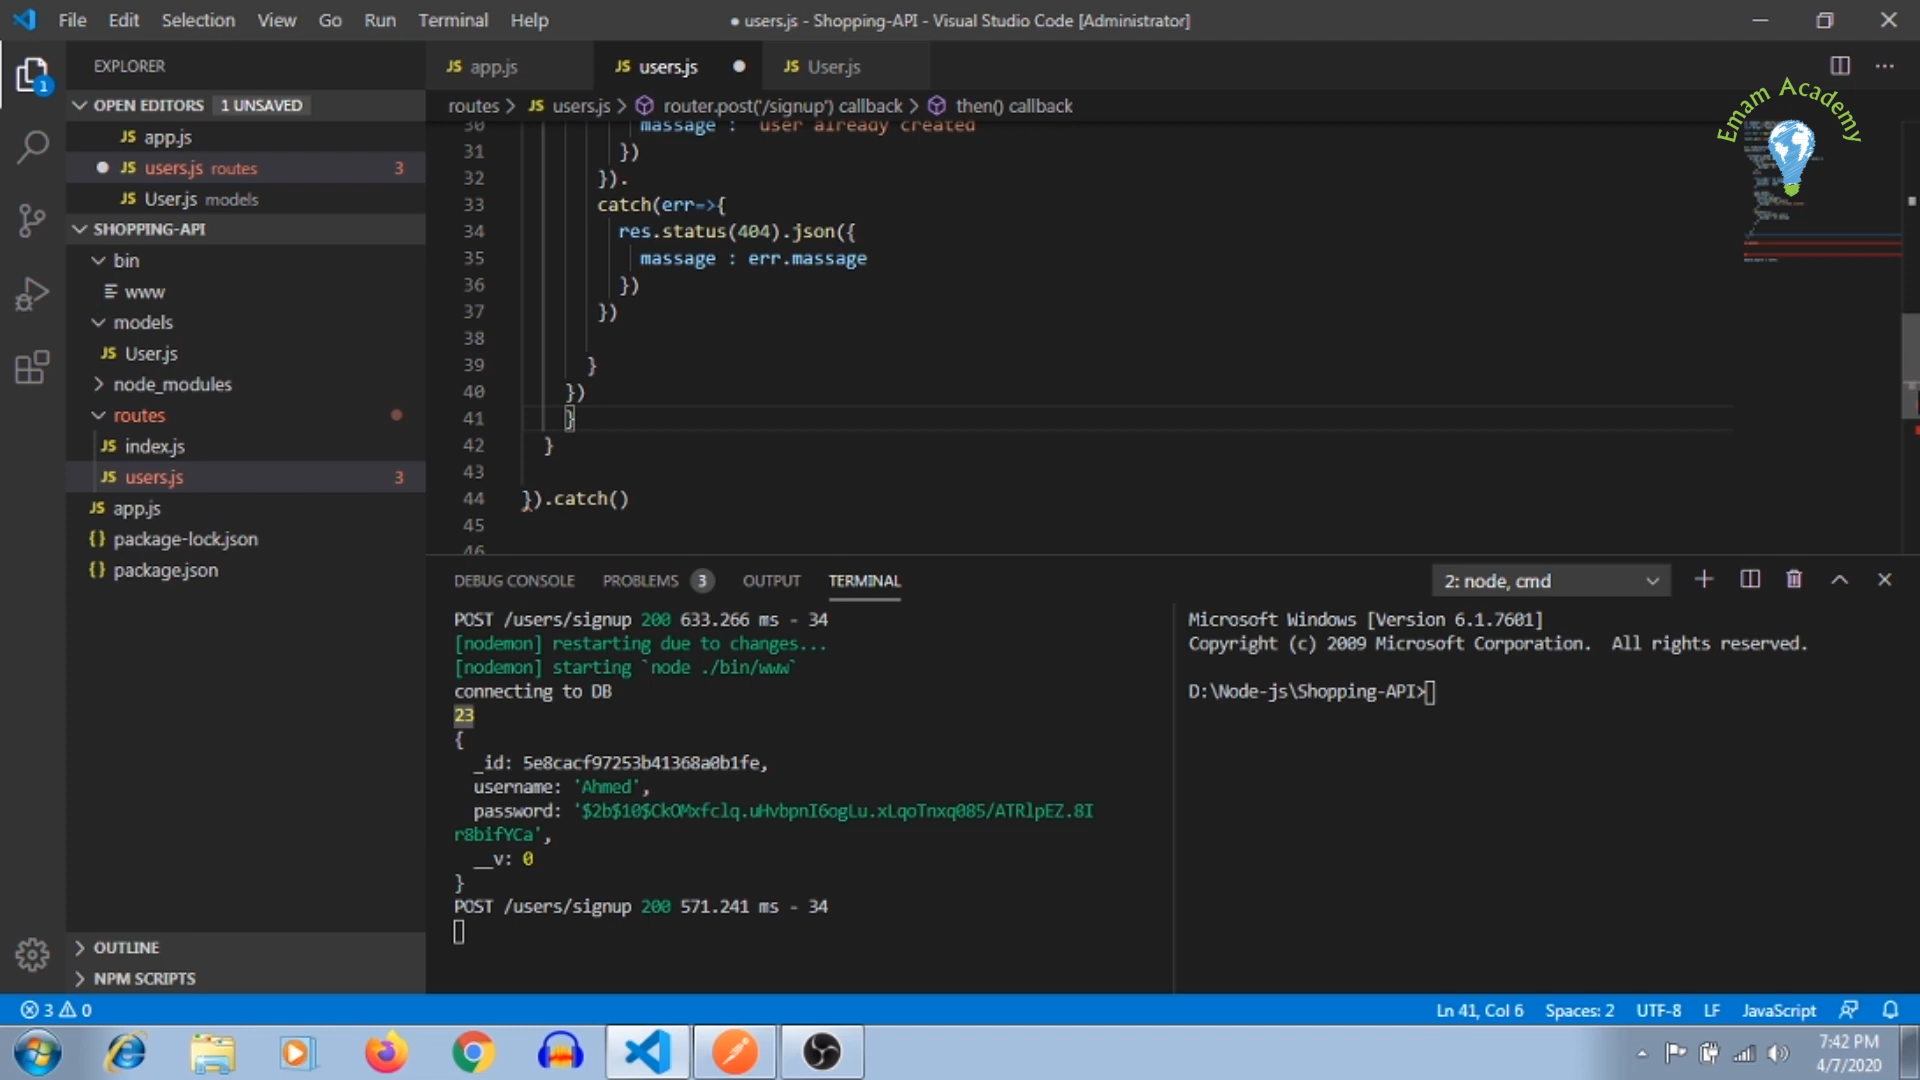 File Edit Selection View Go Run Terminal Help
● users.js - Shopping-API - Visual Studio Code [Administrator]
EXPLORER
OPEN EDITORS 1 UNSAVED
JS app.js
JS users.js routes 3
JS User.js models
SHOPPING-API
bin
www
models
JS User.js
node_modules
routes
JS index.js
JS users.js 3
JS app.js
{} package-lock.json
{} package.json
OUTLINE
NPM SCRIPTS
1
JS app.js JS users.js JS User.js
routes > JS users.js > router.post('/signup') callback > then() callback
Emam Academy
30 massage : user already created
31 })
32 }).
33 catch(err=>{
34 res.status(404).json({
35 massage : err.massage
36 })
37 })
38
39 }
40 })
41 }
42 }
43
44 }).catch()
45
46
DEBUG CONSOLE PROBLEMS 3 OUTPUT TERMINAL 2: node, cmd
POST /users/signup 200 633.266 ms - 34
[nodemon] restarting due to changes...
[nodemon] starting `node ./bin/www`
connecting to DB
23
{
_id: 5e8cacf97253b41368a0b1fe,
username: 'Ahmed',
password: '$2b$10$CkOMxfclq.uHvbpnI6ogLu.xLqoTnxq085/ATRlpEZ.8I
r8bifYCa',
__v: 0
}
POST /users/signup 200 571.241 ms - 34
Microsoft Windows [Version 6.1.7601]
Copyright (c) 2009 Microsoft Corporation. All rights reserved.
D:\Node-js\Shopping-API>
3 0 Ln 41, Col 6 Spaces: 2 UTF-8 LF JavaScript
7:42 PM
4/7/2020